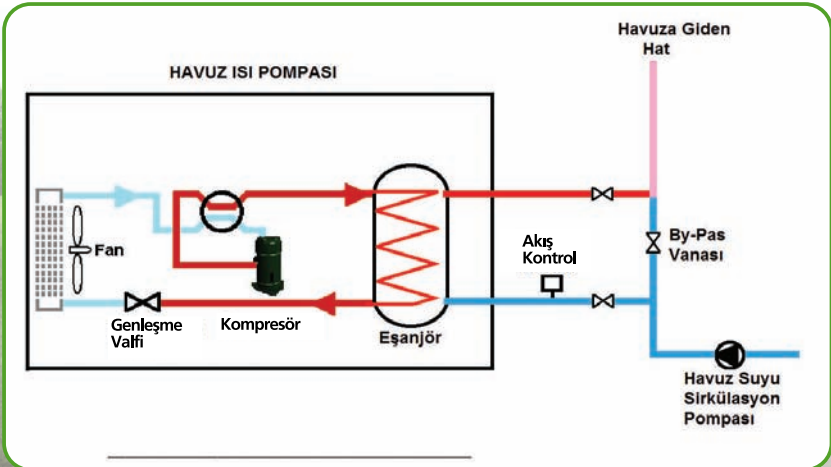 Havuza Giden
Hat
HAVUZ ISI POMPASI
Fan
Genleşme
Valfi
Kompresör
Eşanjör
Akış
Kontrol
By-Pas
Vanası
Havuz Suyu
Sirkülasyon
Pompası